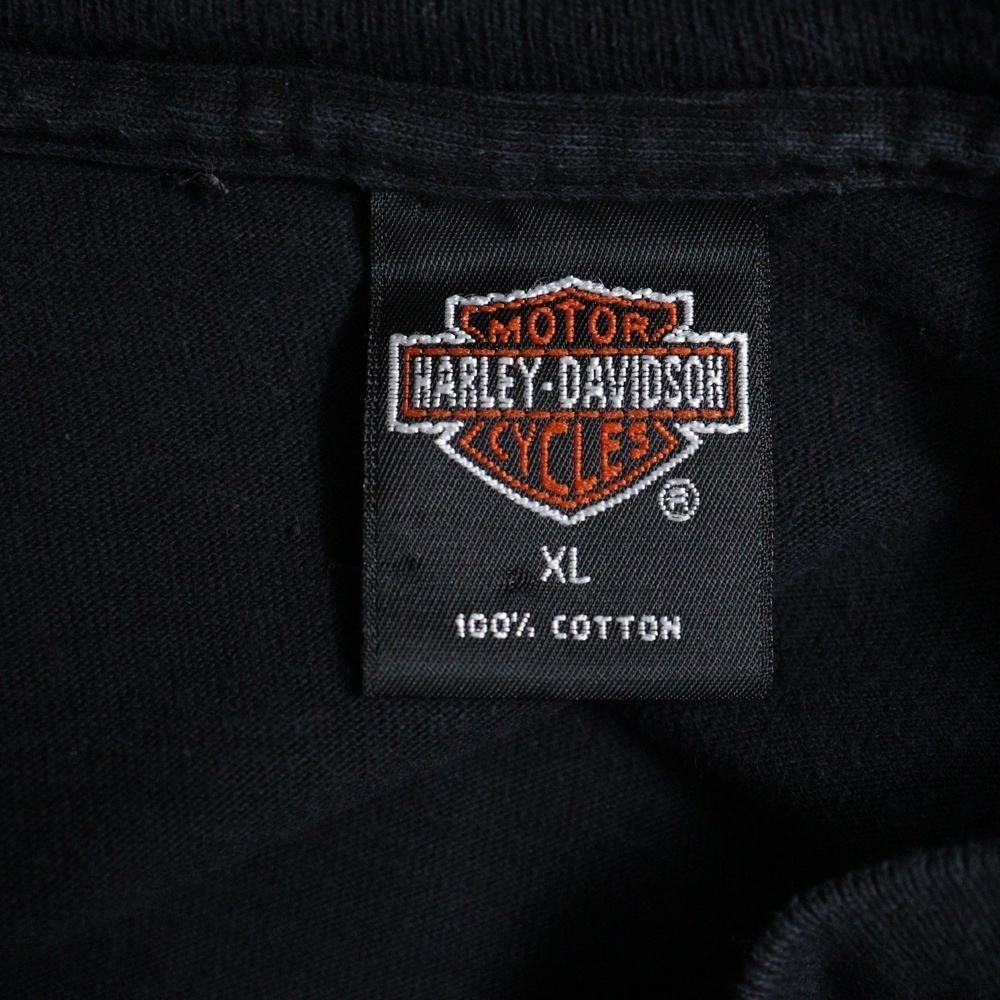 MOTOR
HARLEY-DAVIDSON
CYCLES
®
XL
100% COTTON